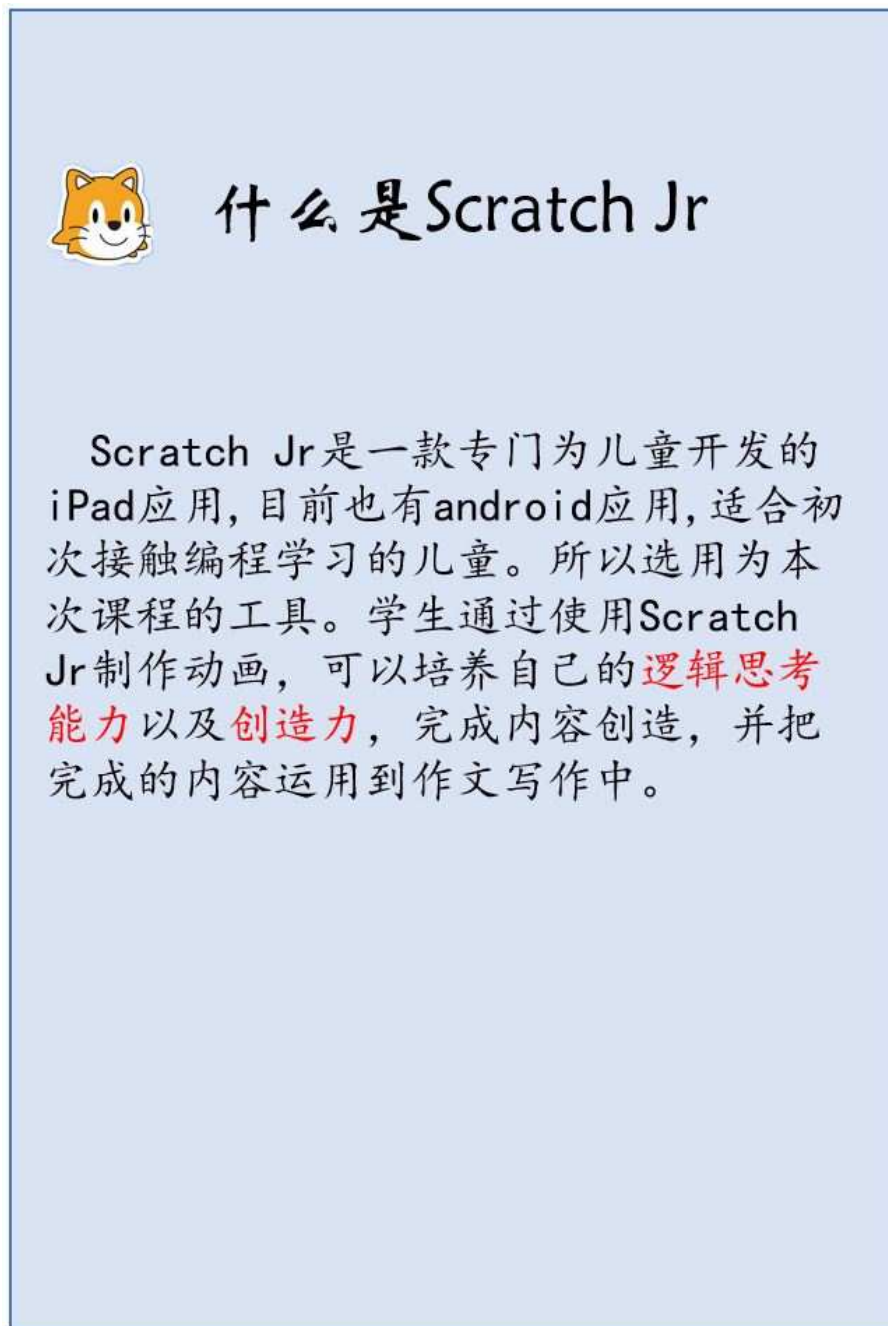 什么是Scratch Jr
Scratch Jr是一款专门为儿童开发的
iPad应用,目前也有android应用,适合初
次接触编程学习的儿童。所以选用为本
次课程的工具。学生通过使用Scratch
Jr制作动画，可以培养自己的逻辑思考
能力以及创造力，完成内容创造，并把
完成的内容运用到作文写作中。